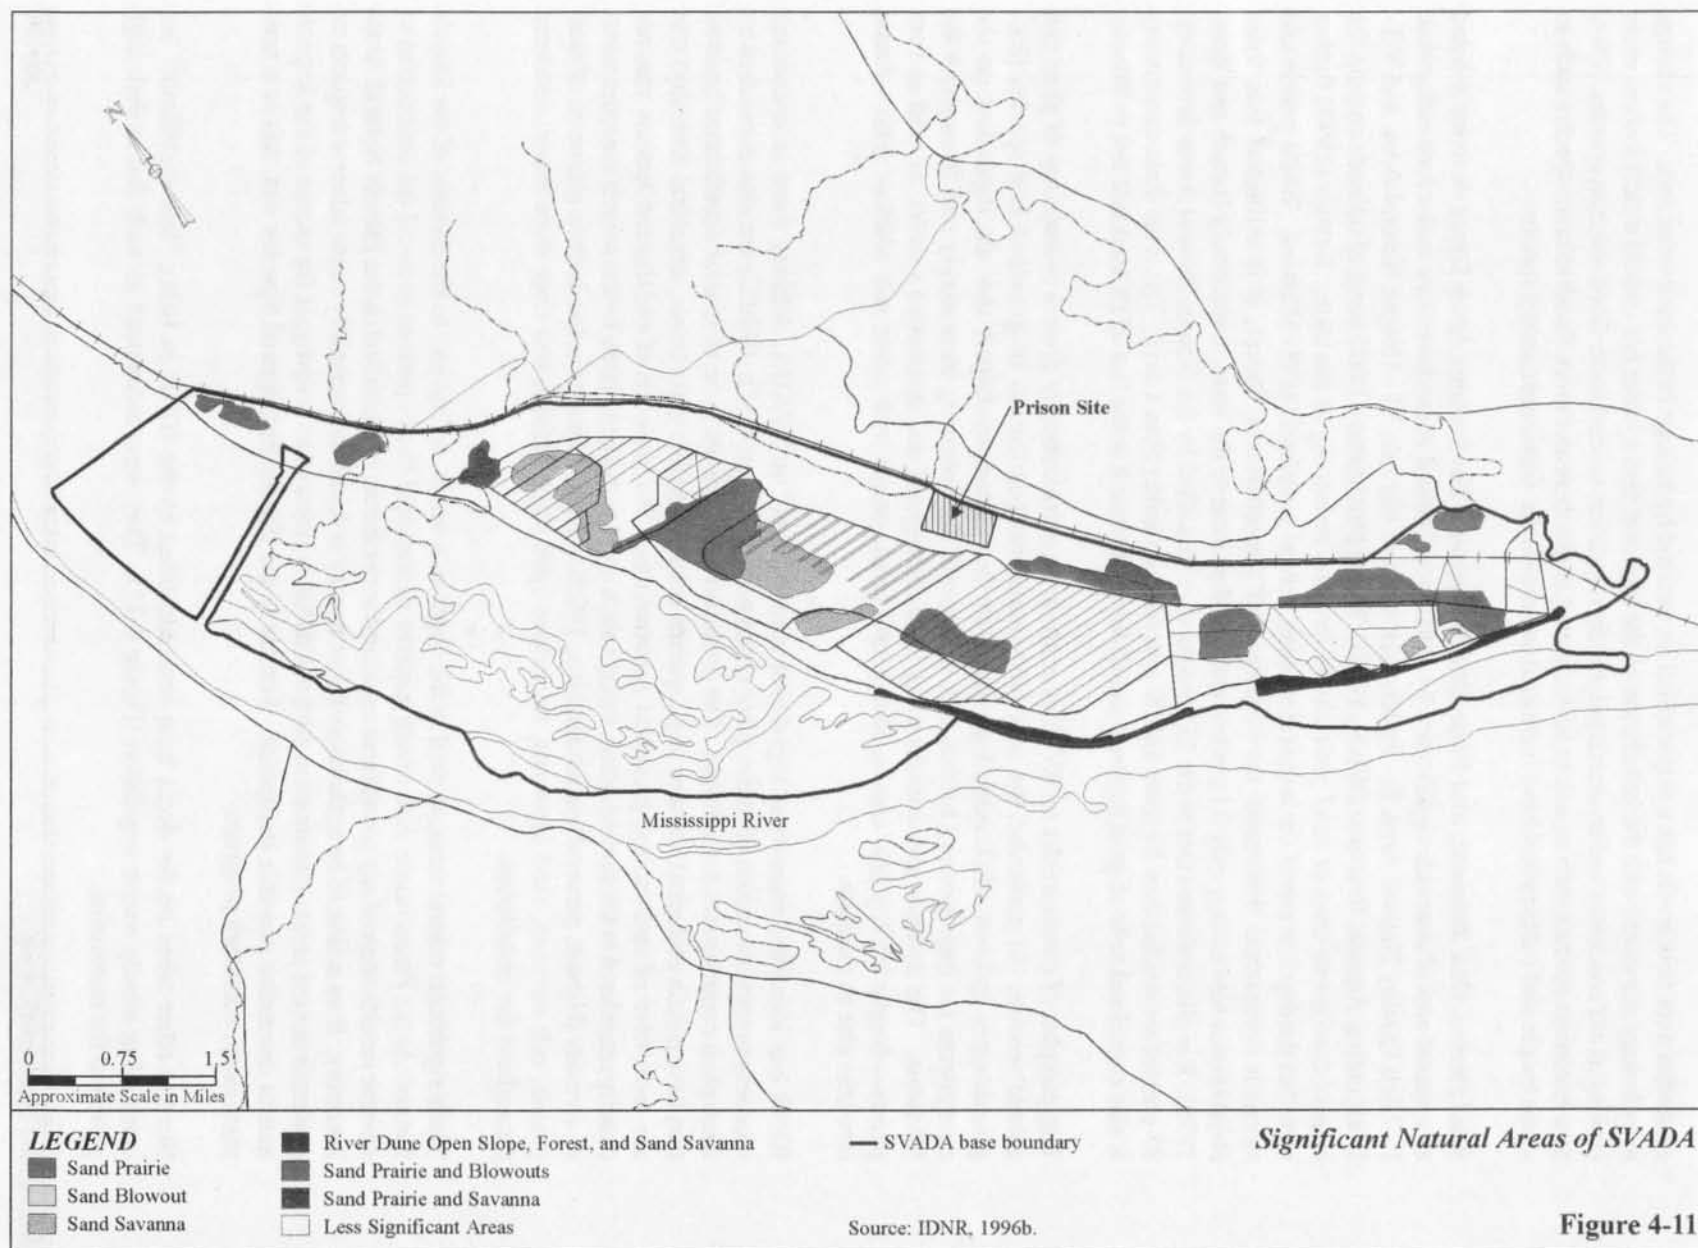 N
Prison Site
Mississippi River
0 0.75 1.5
Approximate Scale in Miles
LEGEND
Sand Prairie
Sand Blowout
Sand Savanna
River Dune Open Slope, Forest, and Sand Savanna
Sand Prairie and Blowouts
Sand Prairie and Savanna
Less Significant Areas
SVADA base boundary
Source: IDNR, 1996b.
Significant Natural Areas of SVADA
Figure 4-11